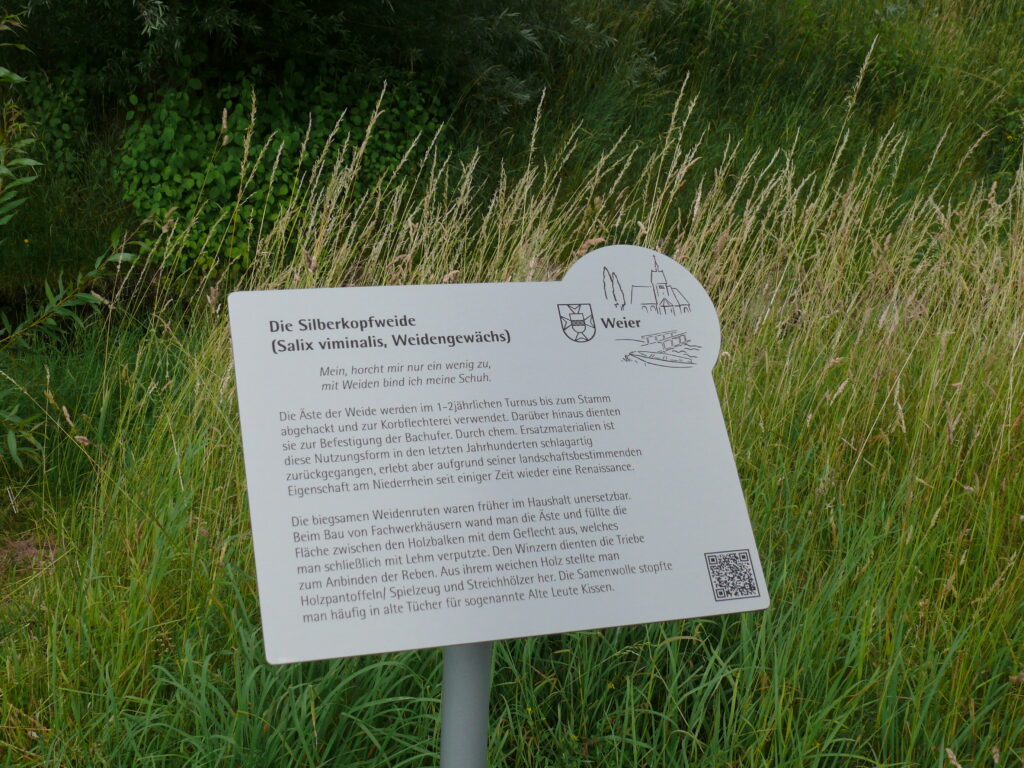 Die Silberkopfweide
(Salix viminalis, Weidengewächs)
Weier
Mein, horcht mir nur ein wenig zu,
mit Weiden bind ich meine Schuh.
Die Äste der Weide werden im 1-2jährlichen Turnus bis zum Stamm
abgehackt und zur Korbflechterei verwendet. Darüber hinaus dienten
sie zur Befestigung der Bachufer. Durch chem. Ersatzmaterialien ist
diese Nutzungsform in den letzten Jahrhunderten schlagartig
zurückgegangen, erlebt aber aufgrund seiner landschaftsbestimmenden
Eigenschaft am Niederrhein seit einiger Zeit wieder eine Renaissance.
Die biegsamen Weidenruten waren früher im Haushalt unersetzbar.
Beim Bau von Fachwerkhäusern wand man die Äste und füllte die
Fläche zwischen den Holzbalken mit dem Geflecht aus, welches
man schließlich mit Lehm verputzte. Den Winzern dienten die Triebe
zum Anbinden der Reben. Aus ihrem weichen Holz stellte man
Holzpantoffeln/ Spielzeug und Streichhölzer her. Die Samenwolle stopfte
man häufig in alte Tücher für sogenannte Alte Leute Kissen.